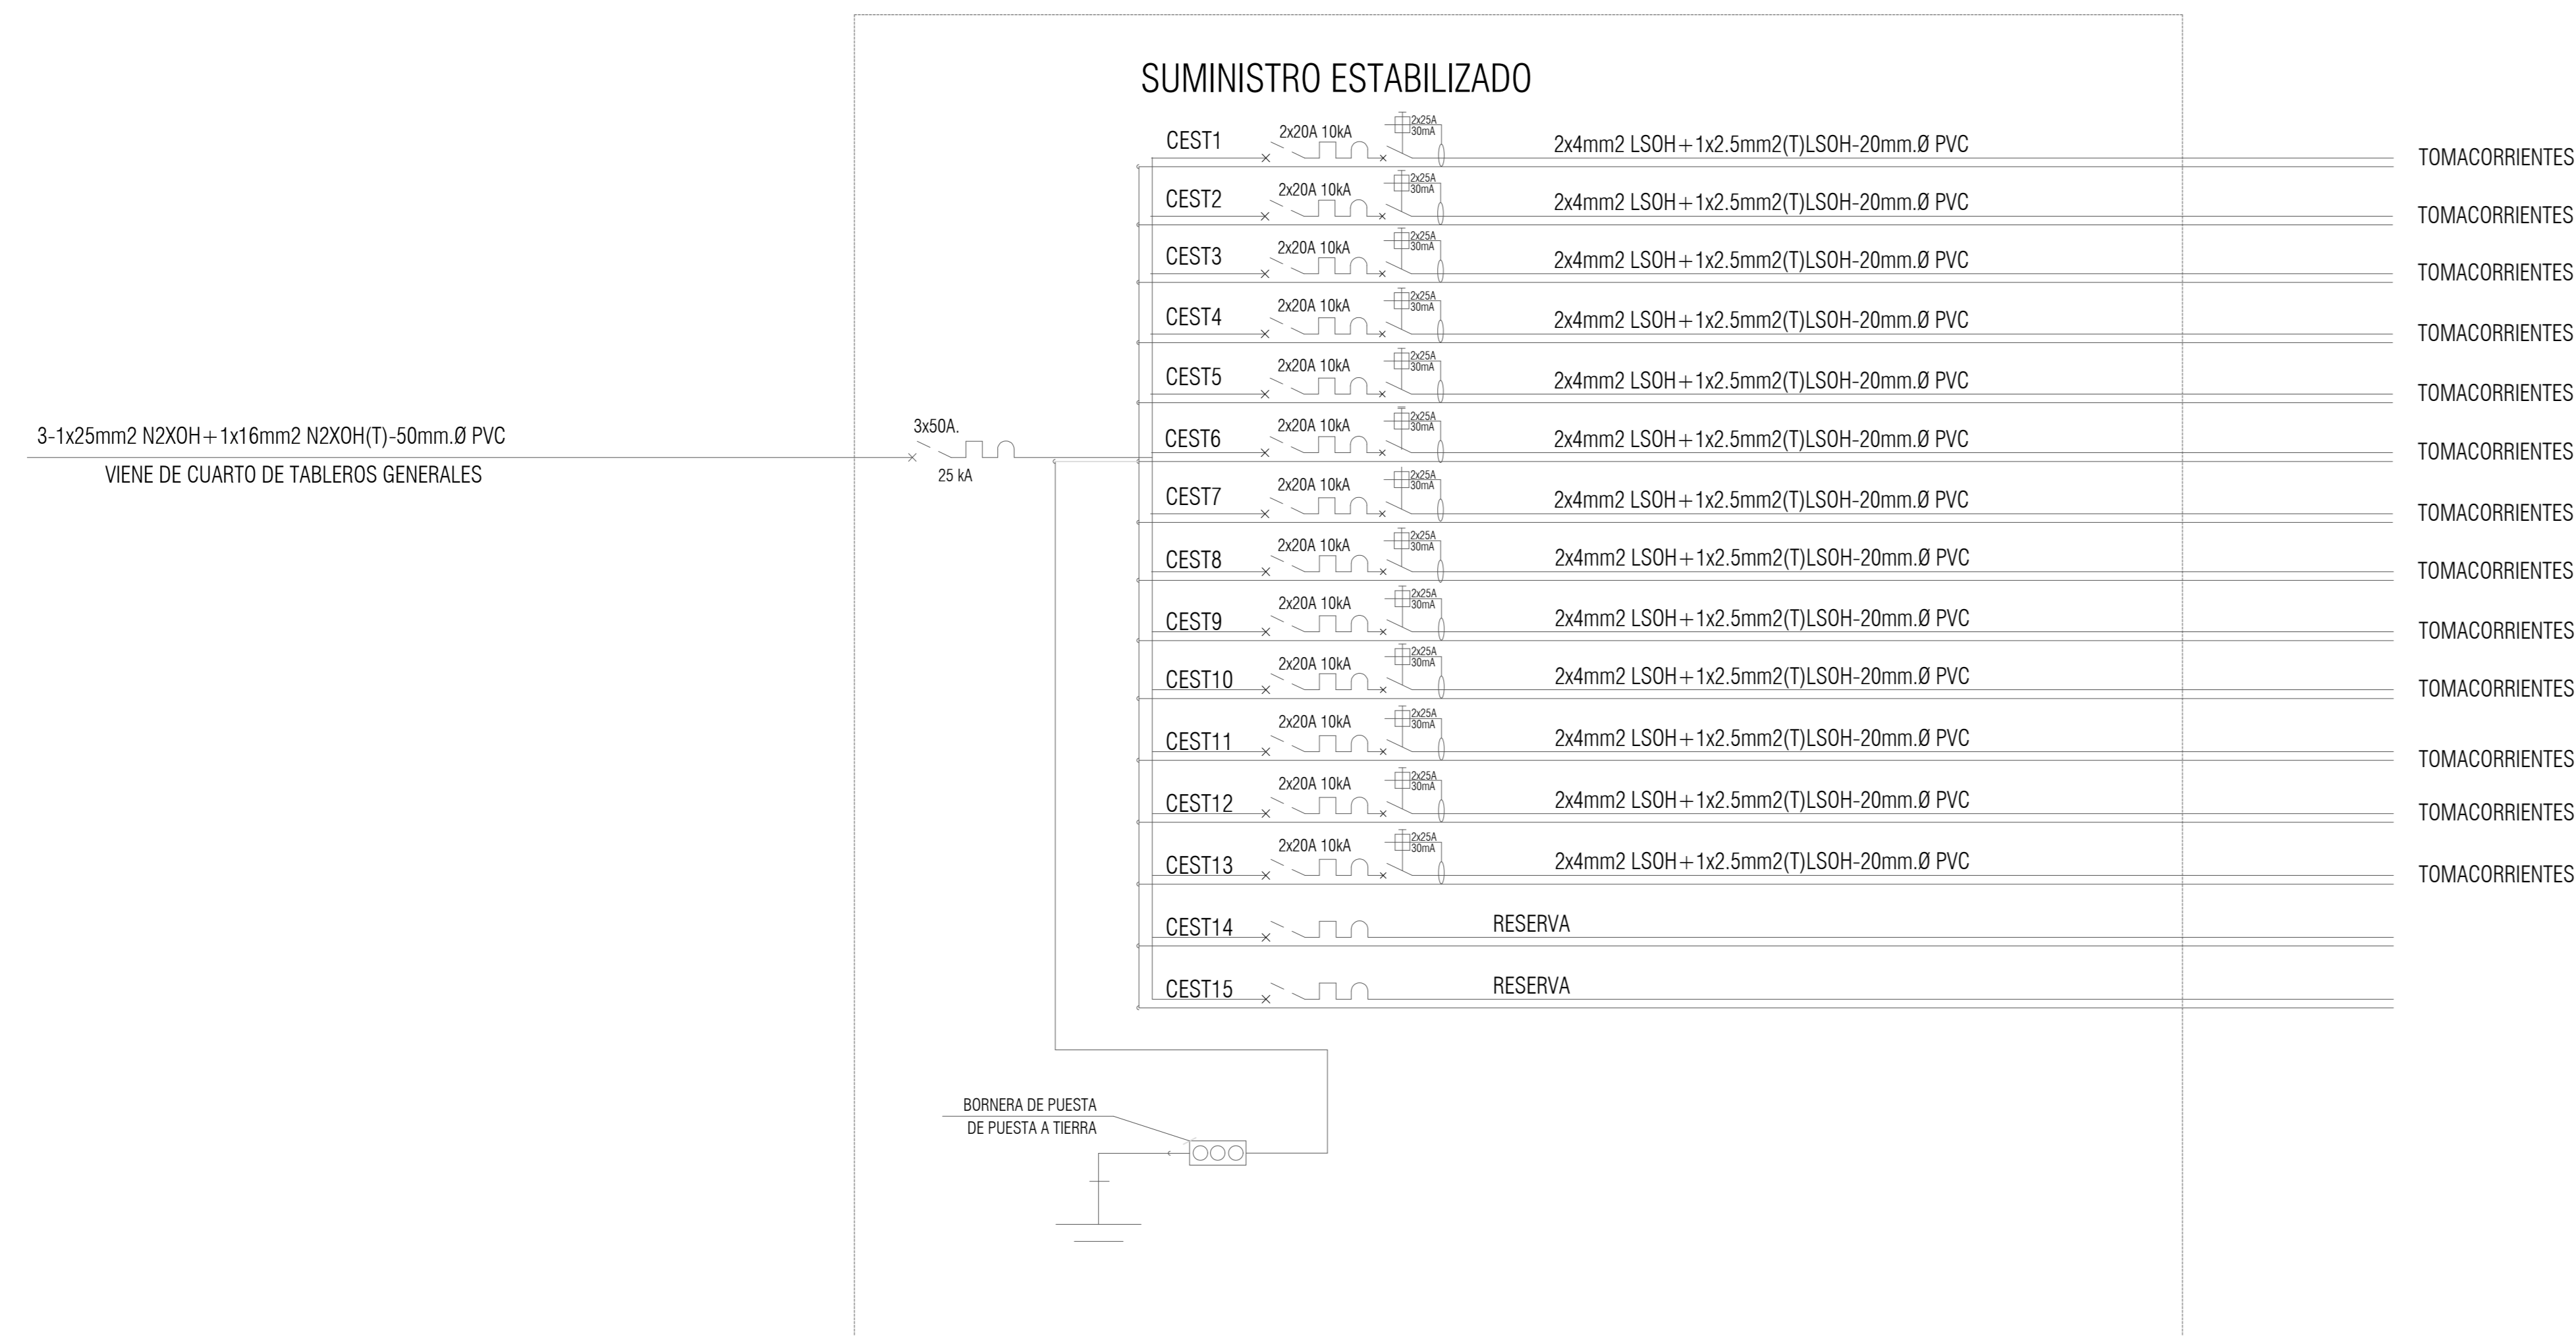 SUMINISTRO ESTABILIZADO
CEST1 2x20A 10kA 2x25A 30mA 2x4mm2 LSOH+1x2.5mm2(T)LSOH-20mm.Ø PVC TOMACORRIENTES
CEST2 2x20A 10kA 2x25A 30mA 2x4mm2 LSOH+1x2.5mm2(T)LSOH-20mm.Ø PVC TOMACORRIENTES
CEST3 2x20A 10kA 2x25A 30mA 2x4mm2 LSOH+1x2.5mm2(T)LSOH-20mm.Ø PVC TOMACORRIENTES
CEST4 2x20A 10kA 2x25A 30mA 2x4mm2 LSOH+1x2.5mm2(T)LSOH-20mm.Ø PVC TOMACORRIENTES
CEST5 2x20A 10kA 2x25A 30mA 2x4mm2 LSOH+1x2.5mm2(T)LSOH-20mm.Ø PVC TOMACORRIENTES
3-1x25mm2 N2XOH+1x16mm2 N2XOH(T)-50mm.Ø PVC
VIENE DE CUARTO DE TABLEROS GENERALES
3x50A.
25 kA
CEST6 2x20A 10kA 2x25A 30mA 2x4mm2 LSOH+1x2.5mm2(T)LSOH-20mm.Ø PVC TOMACORRIENTES
CEST7 2x20A 10kA 2x25A 30mA 2x4mm2 LSOH+1x2.5mm2(T)LSOH-20mm.Ø PVC TOMACORRIENTES
CEST8 2x20A 10kA 2x25A 30mA 2x4mm2 LSOH+1x2.5mm2(T)LSOH-20mm.Ø PVC TOMACORRIENTES
CEST9 2x20A 10kA 2x25A 30mA 2x4mm2 LSOH+1x2.5mm2(T)LSOH-20mm.Ø PVC TOMACORRIENTES
CEST10 2x20A 10kA 2x25A 30mA 2x4mm2 LSOH+1x2.5mm2(T)LSOH-20mm.Ø PVC TOMACORRIENTES
CEST11 2x20A 10kA 2x25A 30mA 2x4mm2 LSOH+1x2.5mm2(T)LSOH-20mm.Ø PVC TOMACORRIENTES
CEST12 2x20A 10kA 2x25A 30mA 2x4mm2 LSOH+1x2.5mm2(T)LSOH-20mm.Ø PVC TOMACORRIENTES
CEST13 2x20A 10kA 2x25A 30mA 2x4mm2 LSOH+1x2.5mm2(T)LSOH-20mm.Ø PVC TOMACORRIENTES
CEST14 RESERVA
CEST15 RESERVA
BORNERA DE PUESTA
DE PUESTA A TIERRA